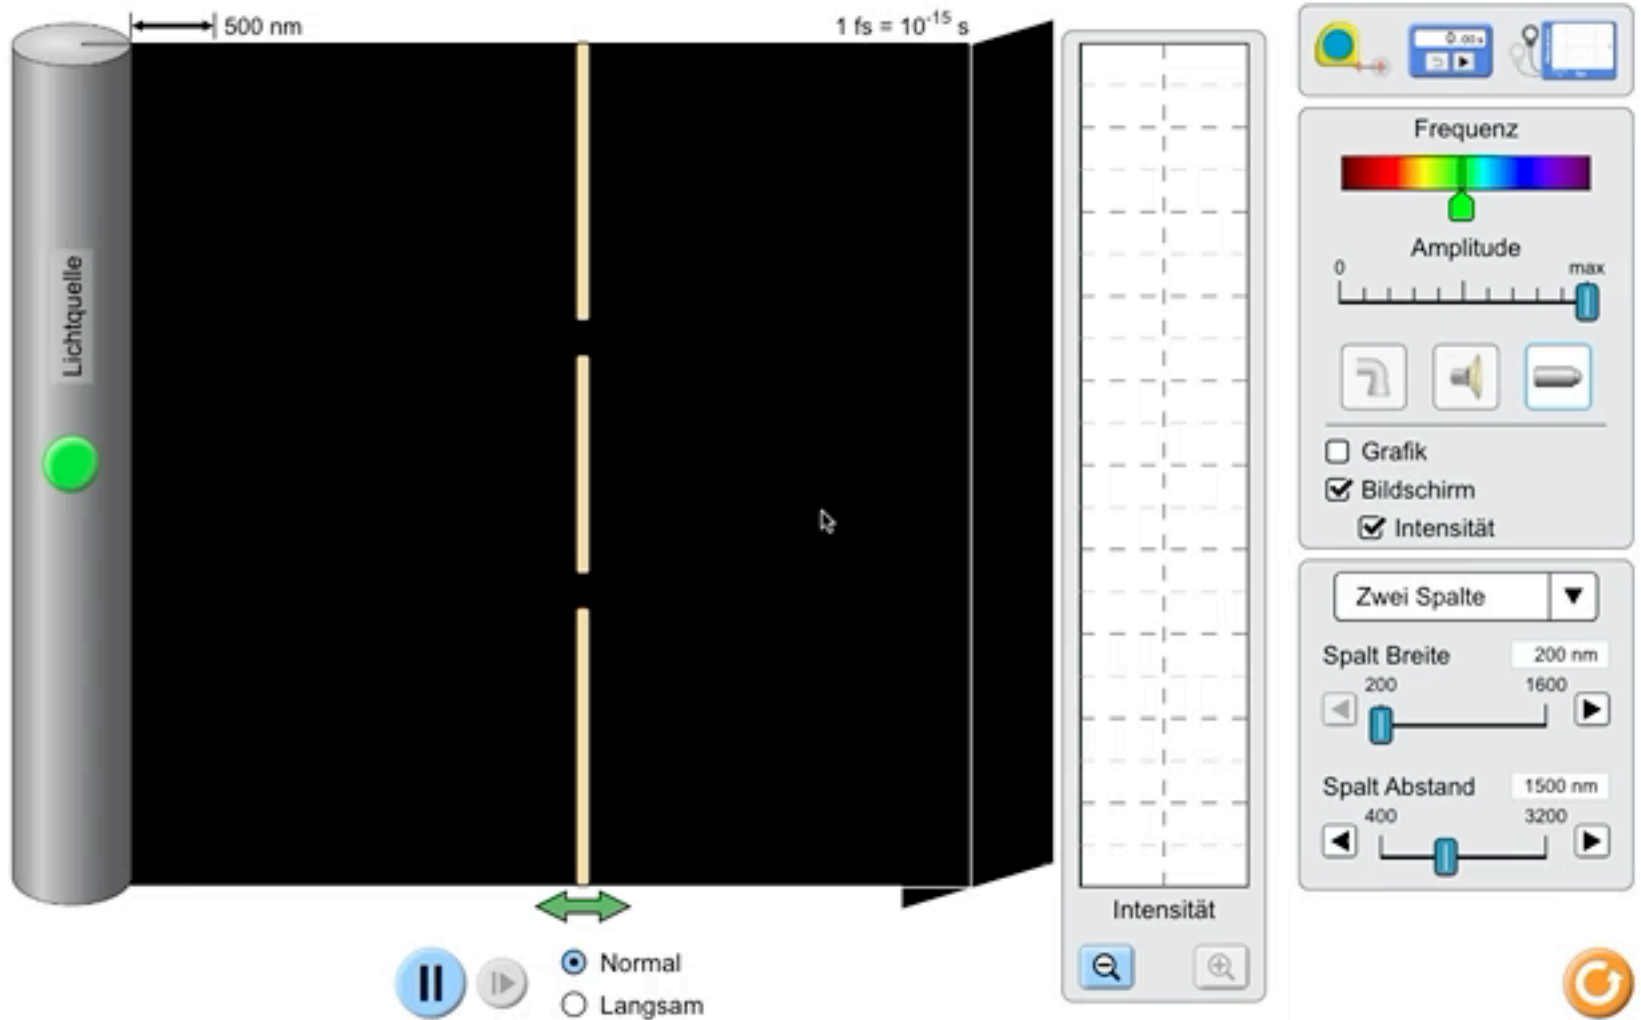 500 nm
1 fs = 10⁻¹⁵ s
Lichtquelle
Normal
Langsam
Intensität
Frequenz
Amplitude
0 max
Grafik
Bildschirm
Intensität
Zwei Spalte
Spalt Breite 200 nm
200 1600
Spalt Abstand 1500 nm
400 3200